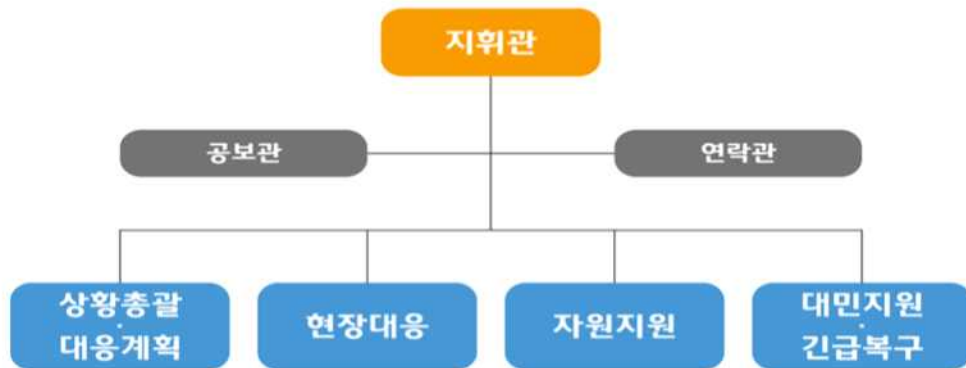 지휘관
공보관
연락관
상황총괄
·
대응계획
현장대응
자원지원
대민지원
·
긴급복구